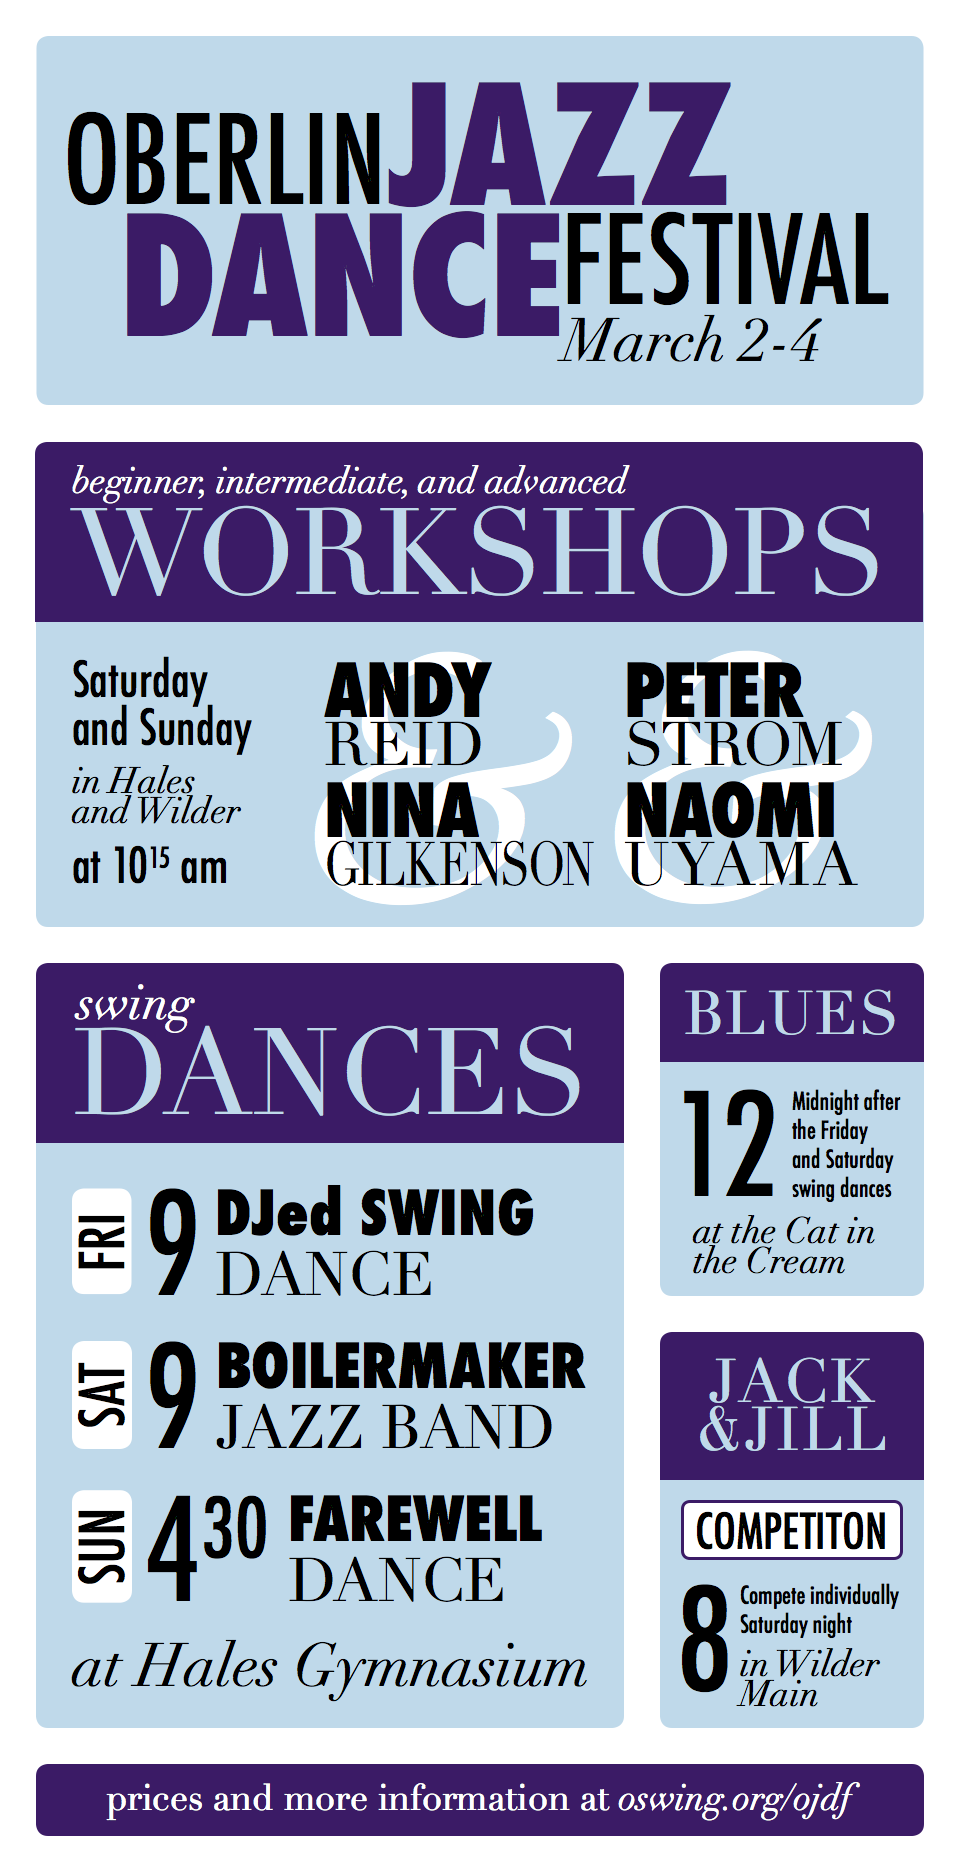 OBERLIN JAZZ
DANCE FESTIVAL
March 2-4
beginner, intermediate, and advanced
WORKSHOPS
Saturday
and Sunday
in Hales
and Wilder
at 10 15 am
ANDY
REID
&
NINA
GILKENSON
PETER
STROM
&
NAOMI
UYAMA
swing
DANCES
FRI 9 DJed SWING
DANCE
SAT 9 BOILERMAKER
JAZZ BAND
SUN 4 30 FAREWELL
DANCE
at Hales Gymnasium
BLUES
12 Midnight after
the Friday
and Saturday
swing dances
at the Cat in
the Cream
JACK
&JILL
COMPETITON
8 Compete individually
Saturday night
in Wilder
Main
prices and more information at oswing.org/ojdf